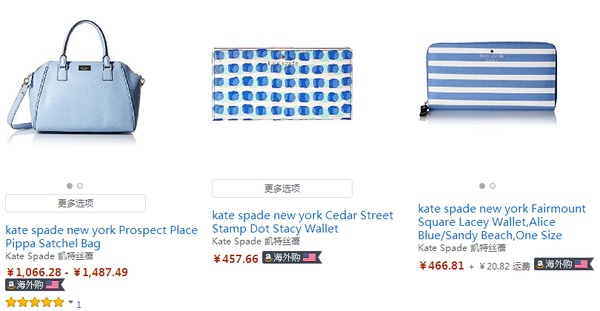 更多选项
kate spade new york Prospect Place
Pippa Satchel Bag
Kate Spade 凯特丝蓓
￥1,066.28 - ￥1,487.49
a 海外购
1
更多选项
kate spade new york Cedar Street
Stamp Dot Stacy Wallet
Kate Spade 凯特丝蓓
￥457.66 a 海外购
kate spade new york Fairmount
Square Lacey Wallet,Alice
Blue/Sandy Beach,One Size
Kate Spade 凯特丝蓓
￥466.81 + ￥20.82 运费 a 海外购